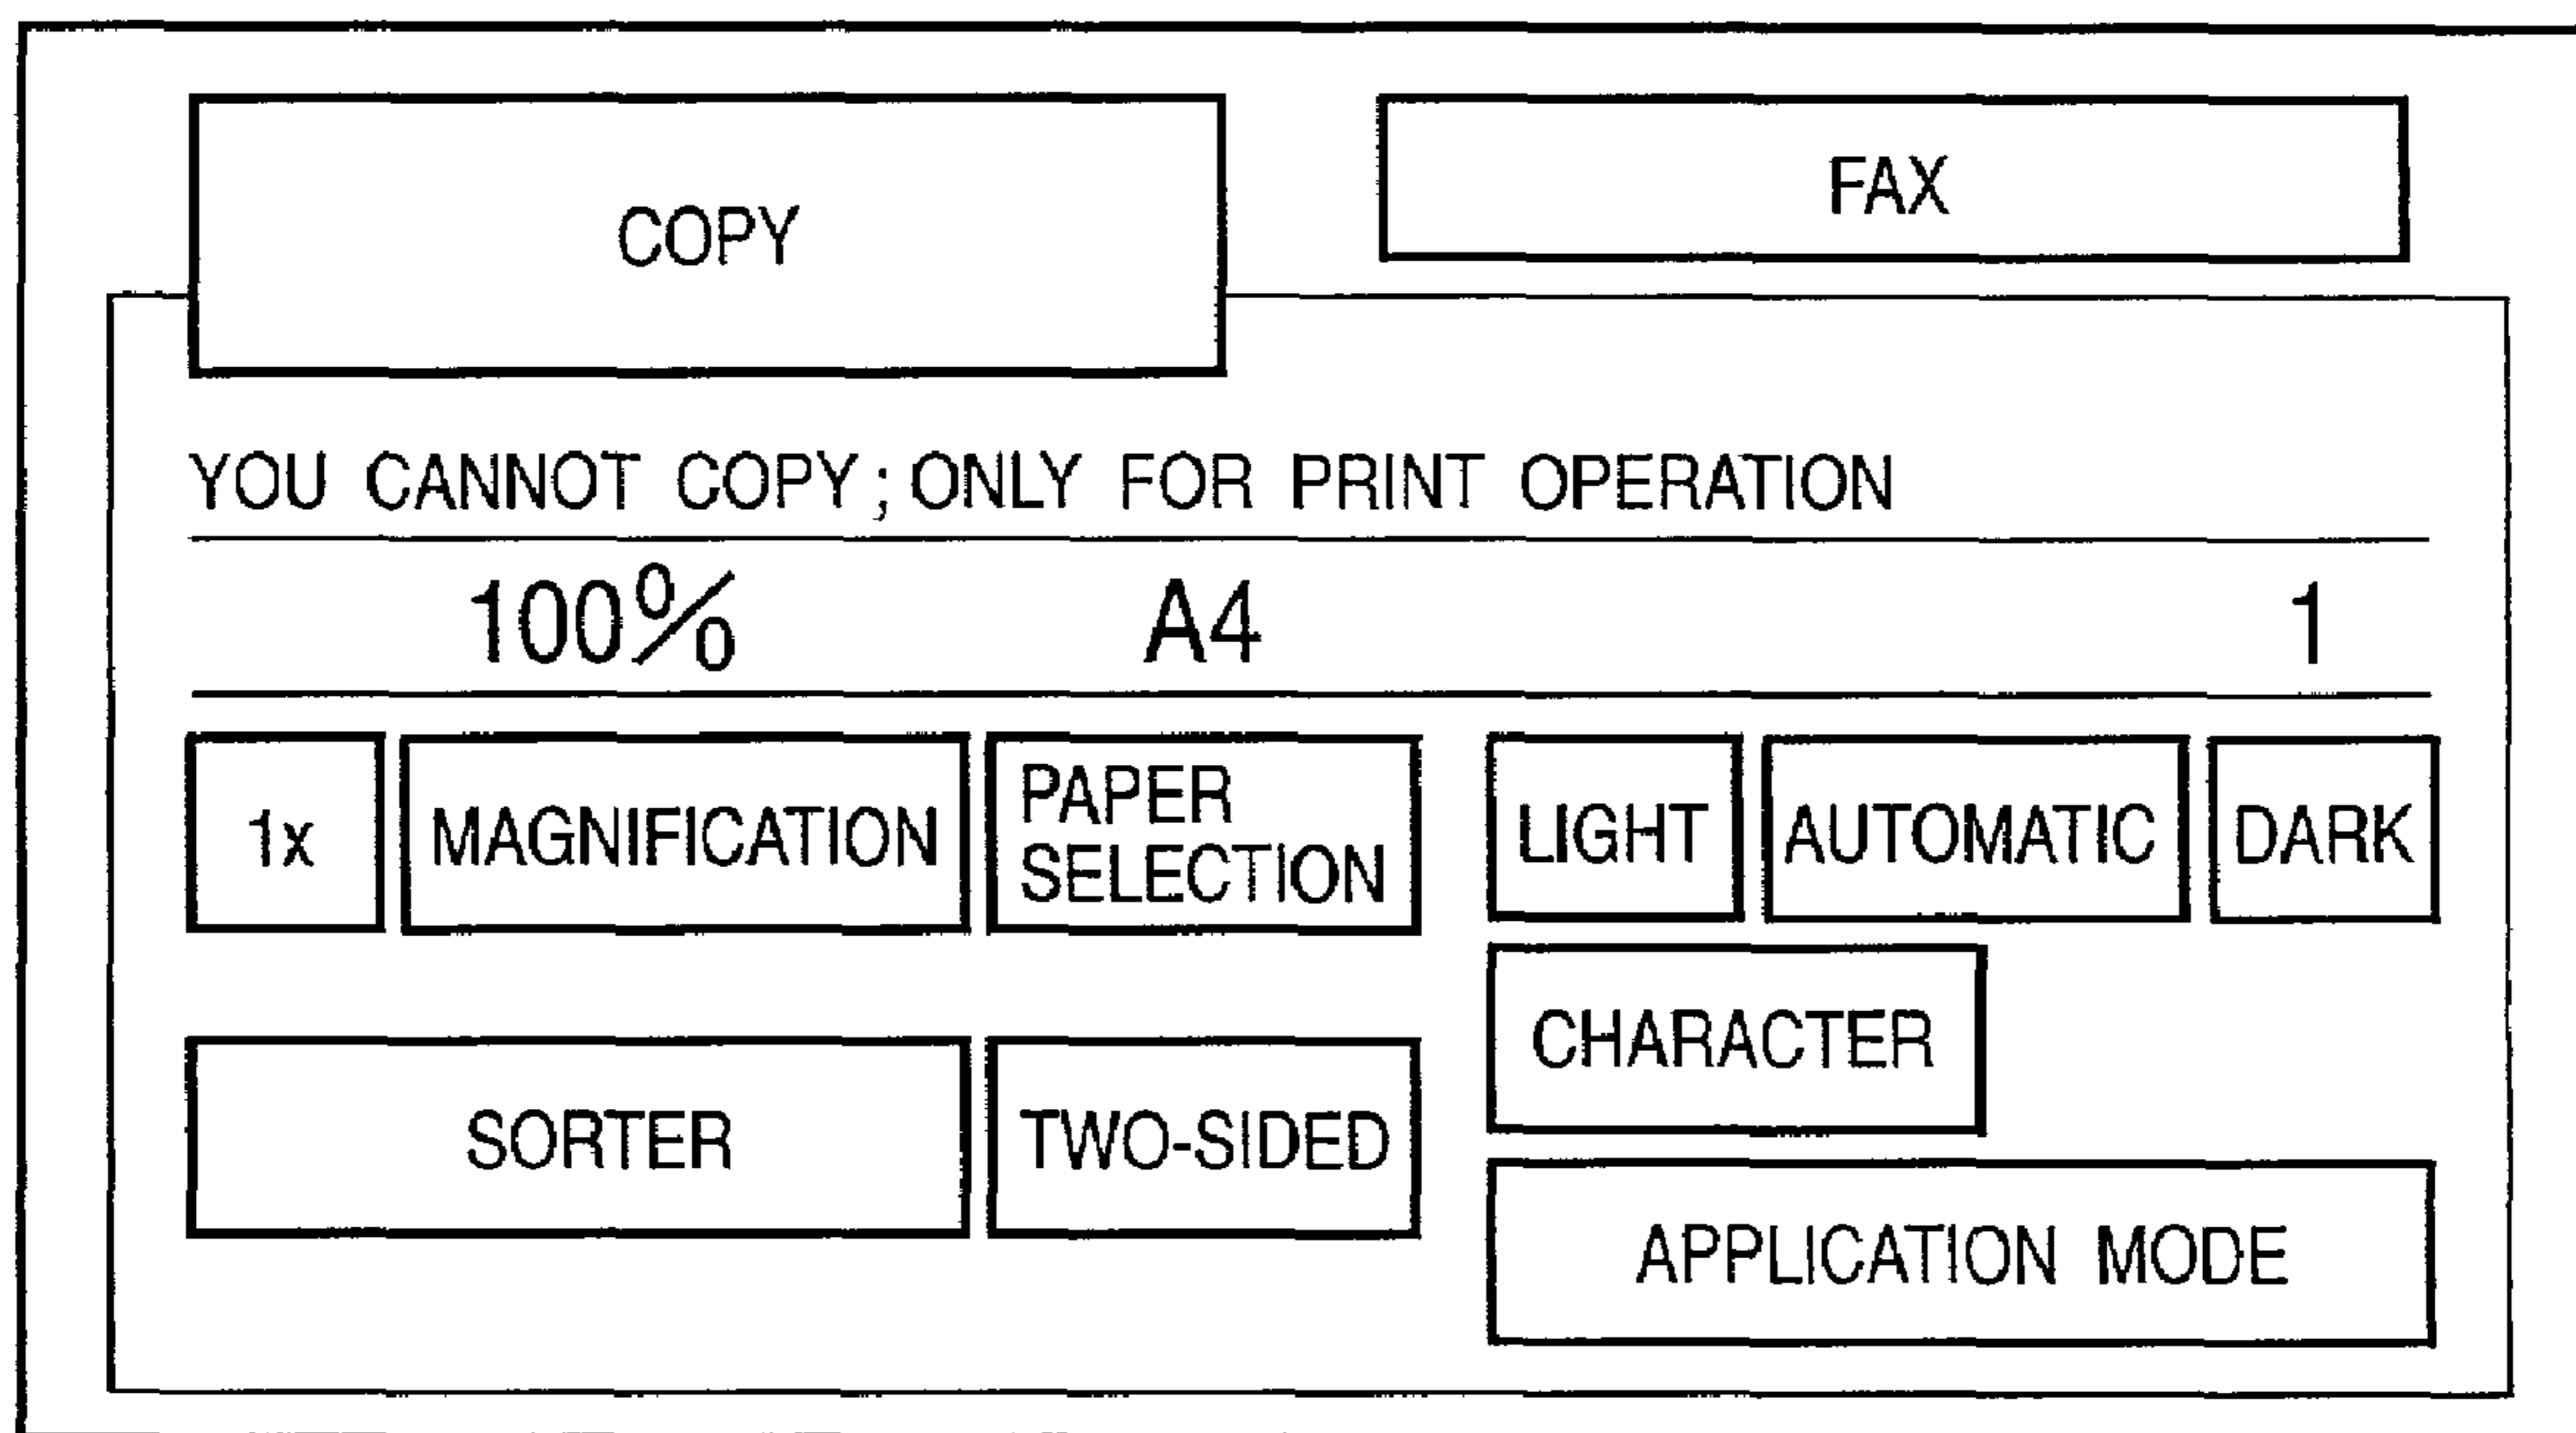 COPY
FAX
YOU CANNOT COPY; ONLY FOR PRINT OPERATION
100% A4 1
1x
MAGNIFICATION
PAPER
SELECTION
LIGHT
AUTOMATIC
DARK
CHARACTER
SORTER
TWO-SIDED
APPLICATION MODE